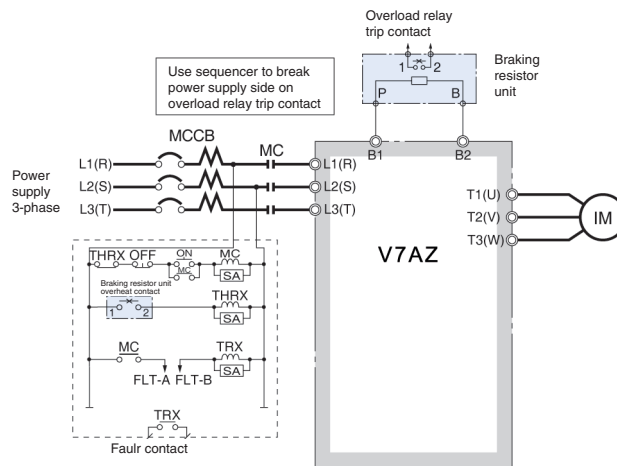 Overload relay
trip contact
1 2
Braking
resistor
unit
P B
Use sequencer to break
power supply side on
overload relay trip contact
MCCB
MC
B1 B2
L1(R) L1(R)
Power
supply
3-phase
L2(S) L2(S)
L3(T) L3(T)
T1(U)
T2(V)
T3(W)
IM
V7AZ
THRX OFF ON MC
MC
SA
Braking resistor unit
overheat contact
1 2
THRX
SA
MC
TRX
SA
FLT-A FLT-B
TRX
Faulr contact